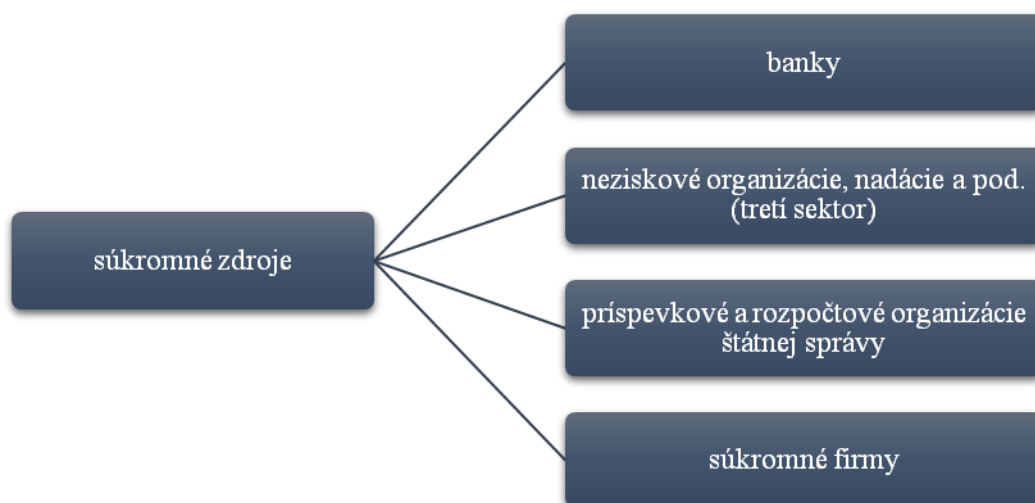 banky
neziskové organizácie, nadácie a pod.
(tretí sektor)
súkromné zdroje
príspevkové a rozpočtové organizácie
štátnej správy
súkromné firmy